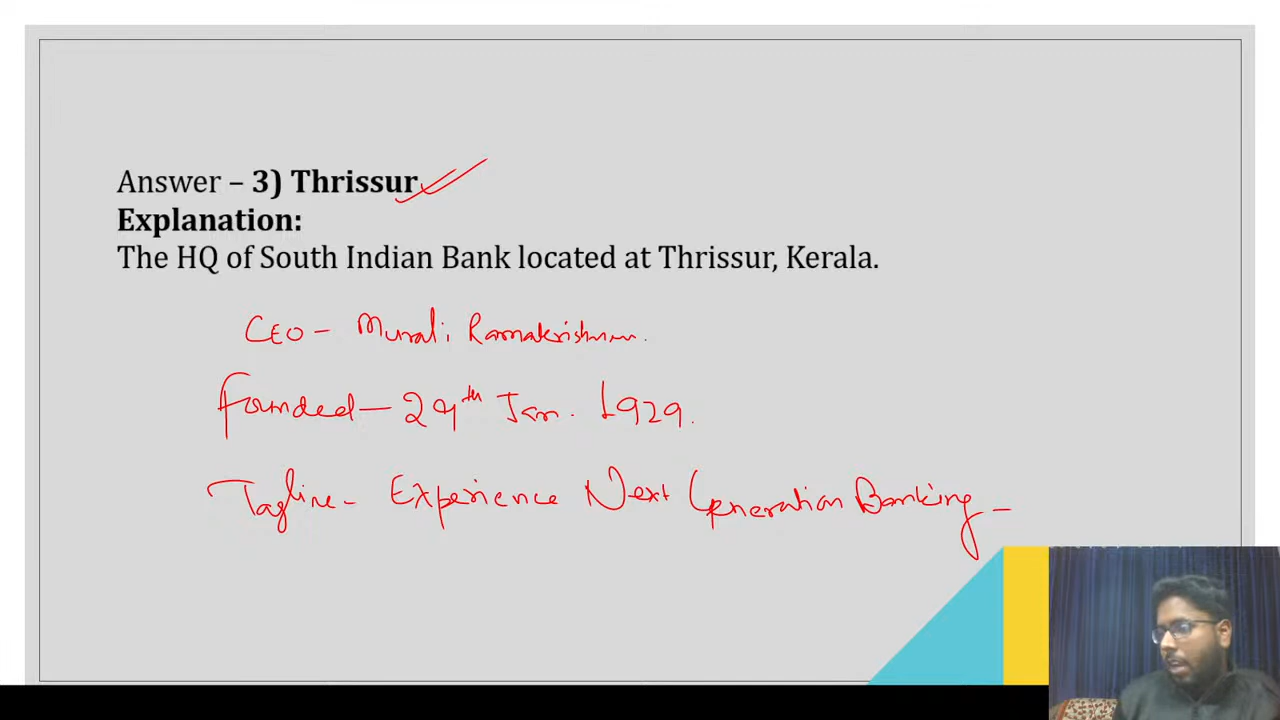 Answer – 3) Thrissur
Explanation:
The HQ of South Indian Bank located at Thrissur, Kerala.
CEO - Murali Ramakrishnan.
Founded - 29th Jan. 1929.
Tagline - Experience Next Generation Banking -